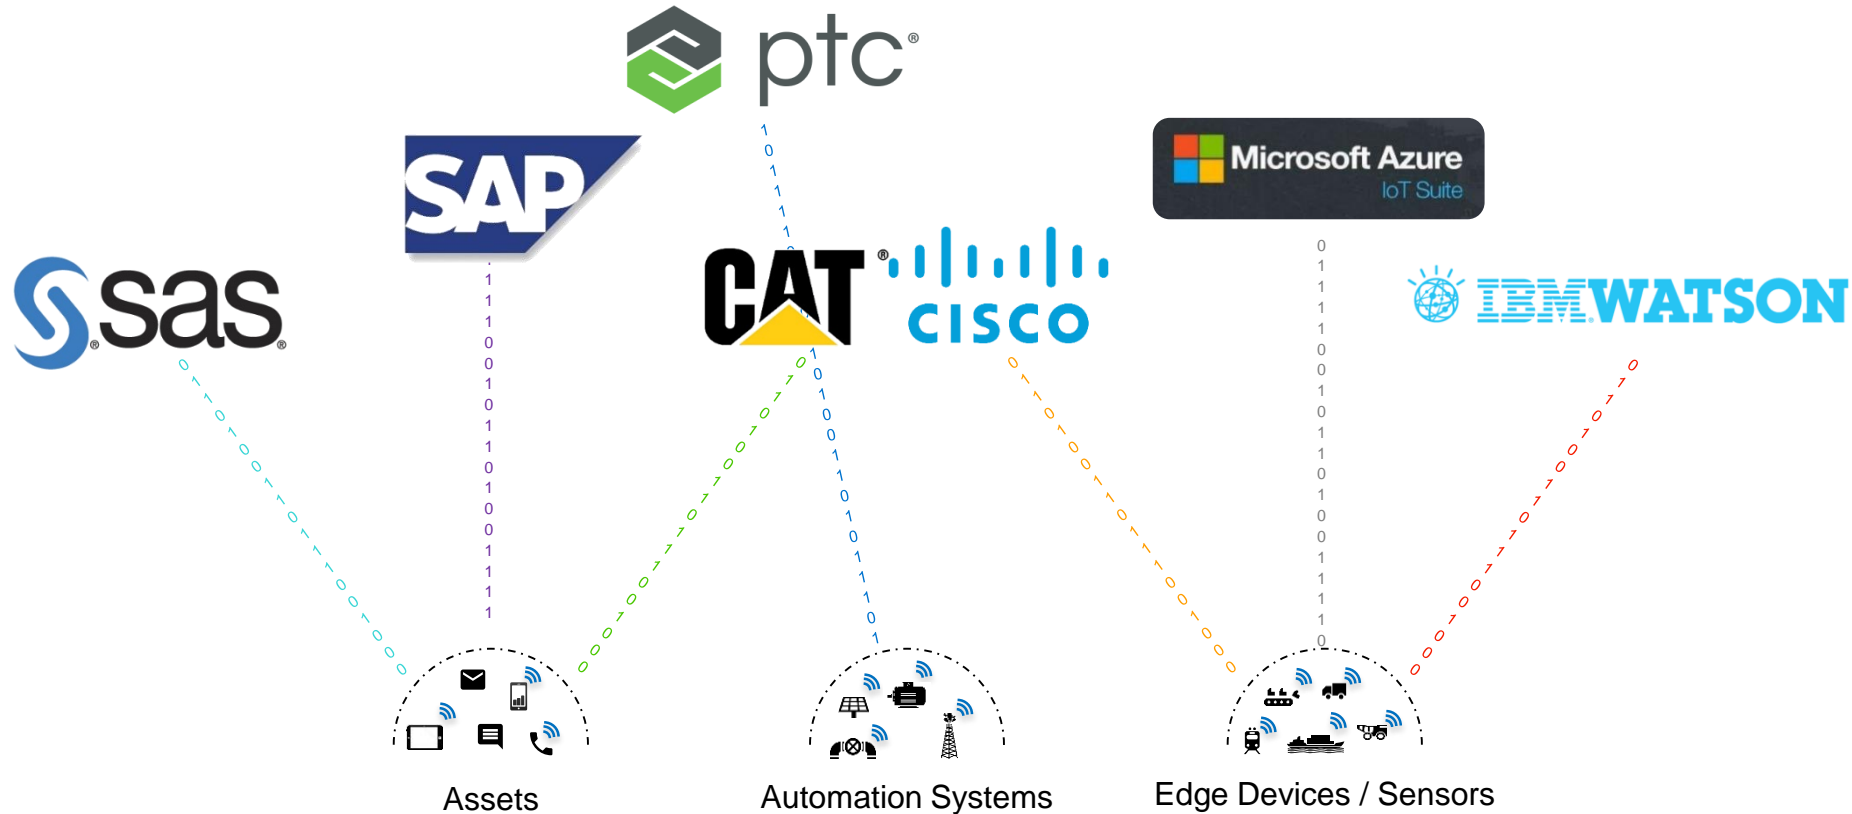 ptc®
SAP
Microsoft Azure
IoT Suite
CAT®
CISCO
sas®
IBM WATSON
Assets
Automation Systems
Edge Devices / Sensors